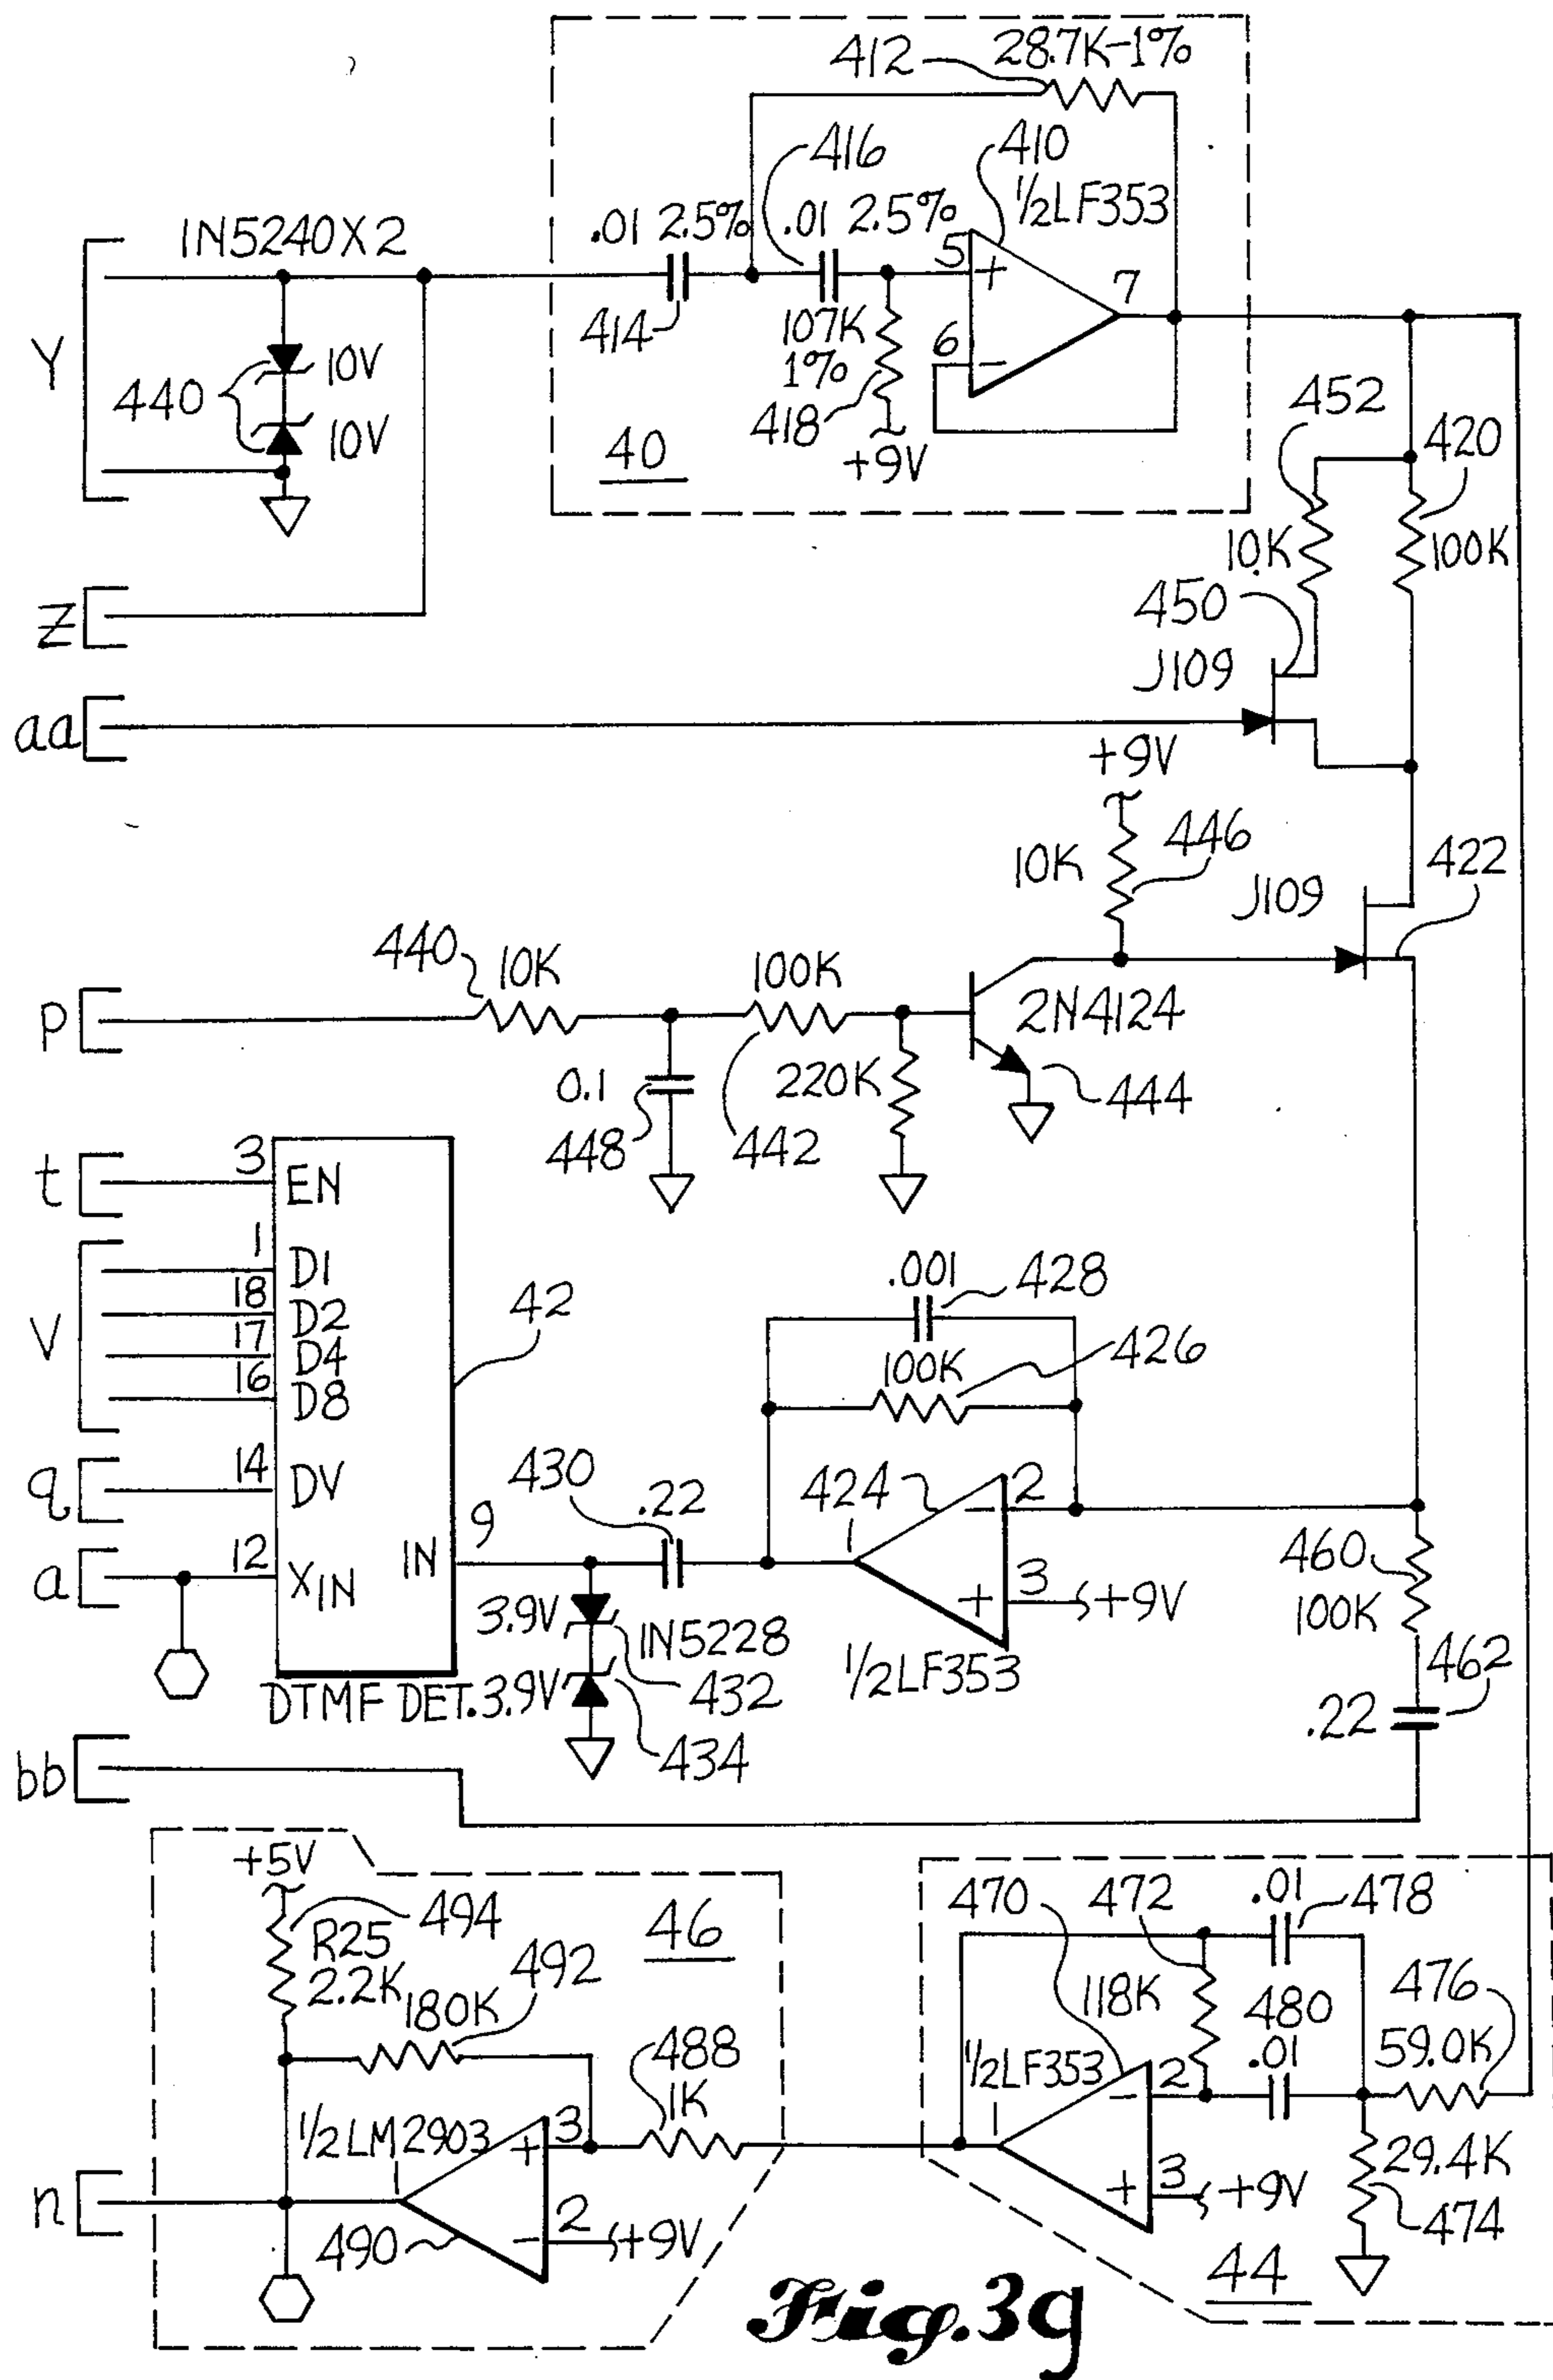 412
28.7K-1%
416
410
1/2LF353
.01 2.5%
.01 2.5%
IN5240X2
5
+
7
414
107K
1%
6
−
418
+9V
Y
10V
440
10V
40
452
420
10K
100K
Z
450
J109
aa
+9V
10K
446
J109
422
440
10K
100K
2N4124
p
0.1
220K
444
448
442
t
3
EN
V
1
D1
18
D2
17
D4
16
D8
42
.001
428
100K
426
q
14
DV
430
.22
424
1
−
2
a
12
XIN
IN
9
+
3
+9V
460
100K
3.9V
IN5228
432
1/2LF353
462
DTMF DET.
3.9V
434
.22
bb
+5V
494
R25
2.2K
46
470
472
.01
478
180K
492
118K
480
476
488
1K
1/2LF353
.01
59.0K
1
−
2
1/2LM2903
1
+
3
29.4K
+
3
+9V
n
490
−
2
+9V
474
44
Fig.3g